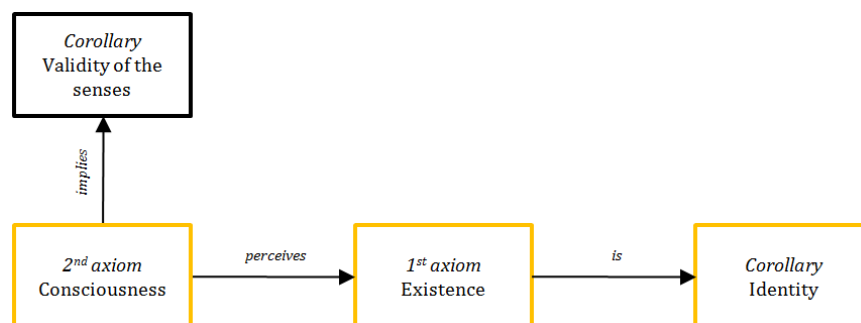 Corollary
Validity of the
senses
implies
2nd axiom
Consciousness
perceives
1st axiom
Existence
is
Corollary
Identity